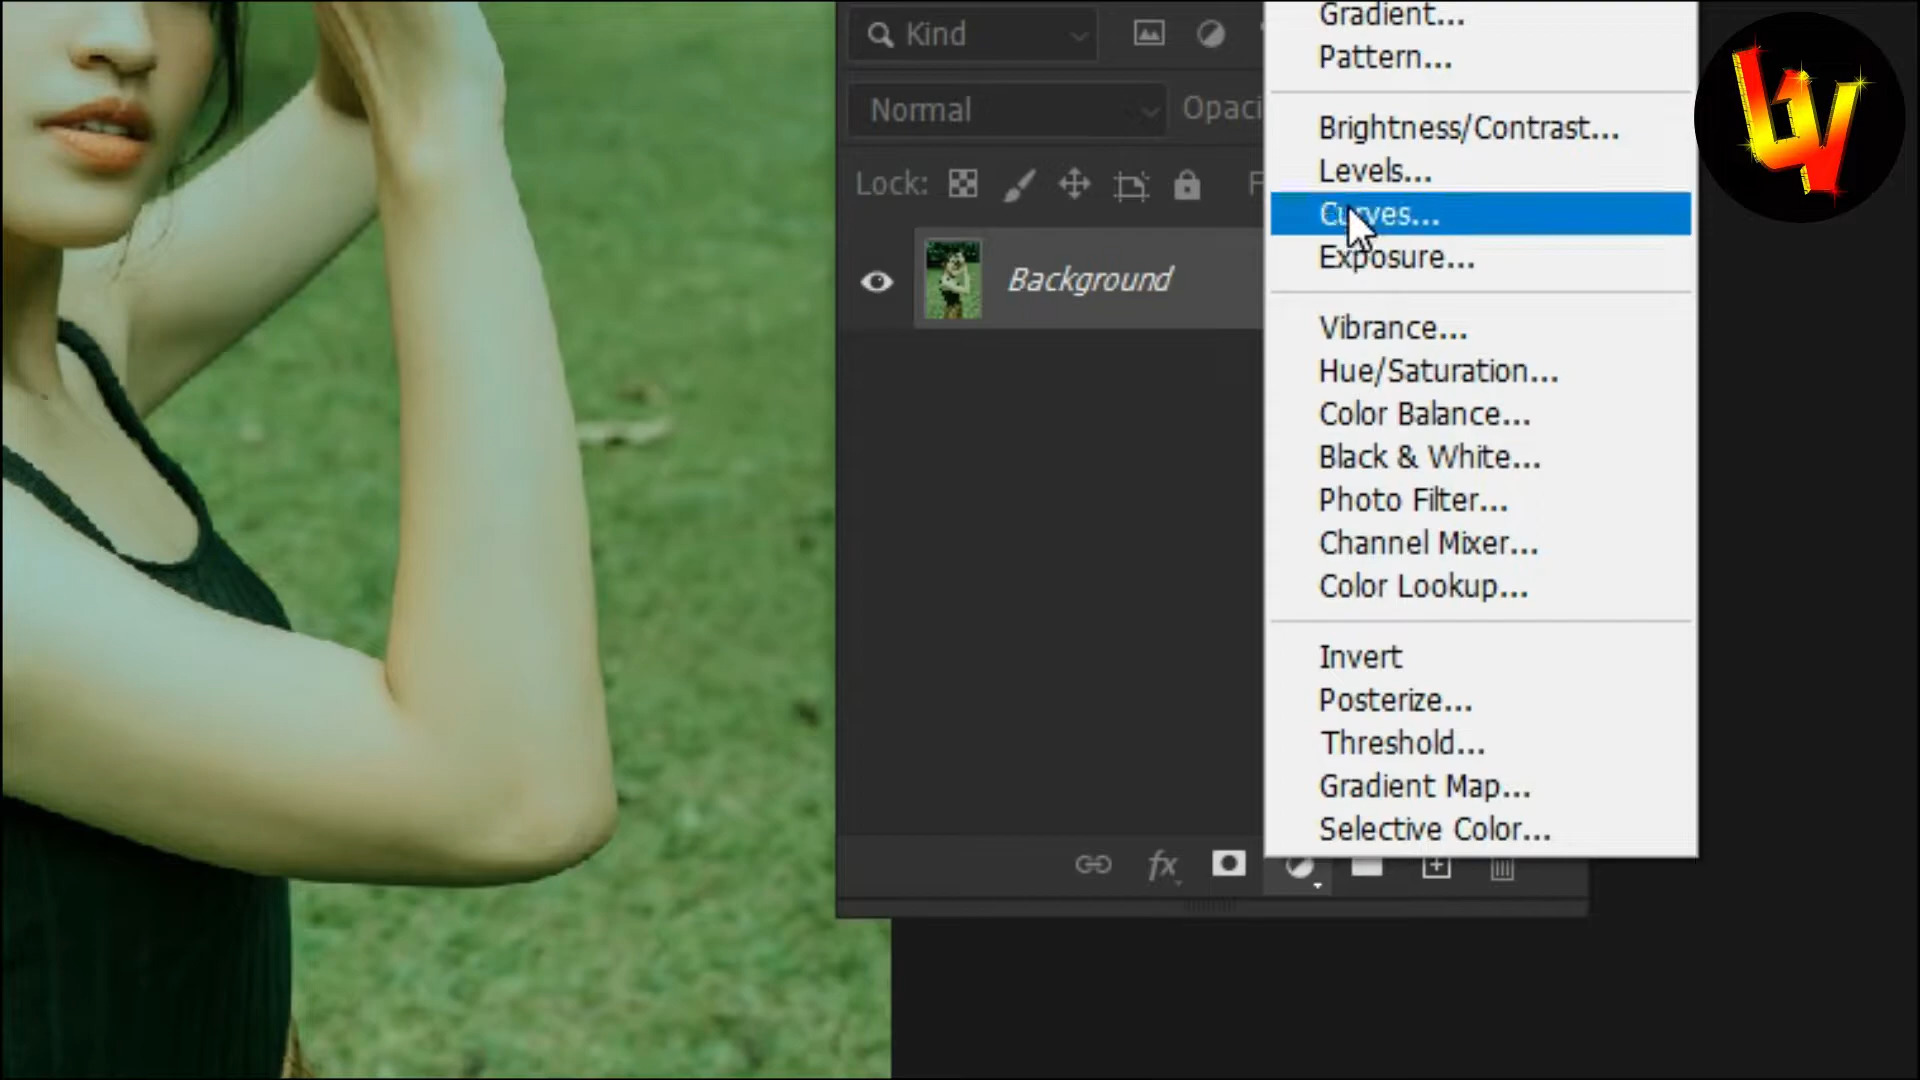 Kind
Normal
Opaci
Lock:
F
Background
Gradient...
Pattern...
Brightness/Contrast...
Levels...
Curves...
Exposure...
Vibrance...
Hue/Saturation...
Color Balance...
Black & White...
Photo Filter...
Channel Mixer...
Color Lookup...
Invert
Posterize...
Threshold...
Gradient Map...
Selective Color...
fx